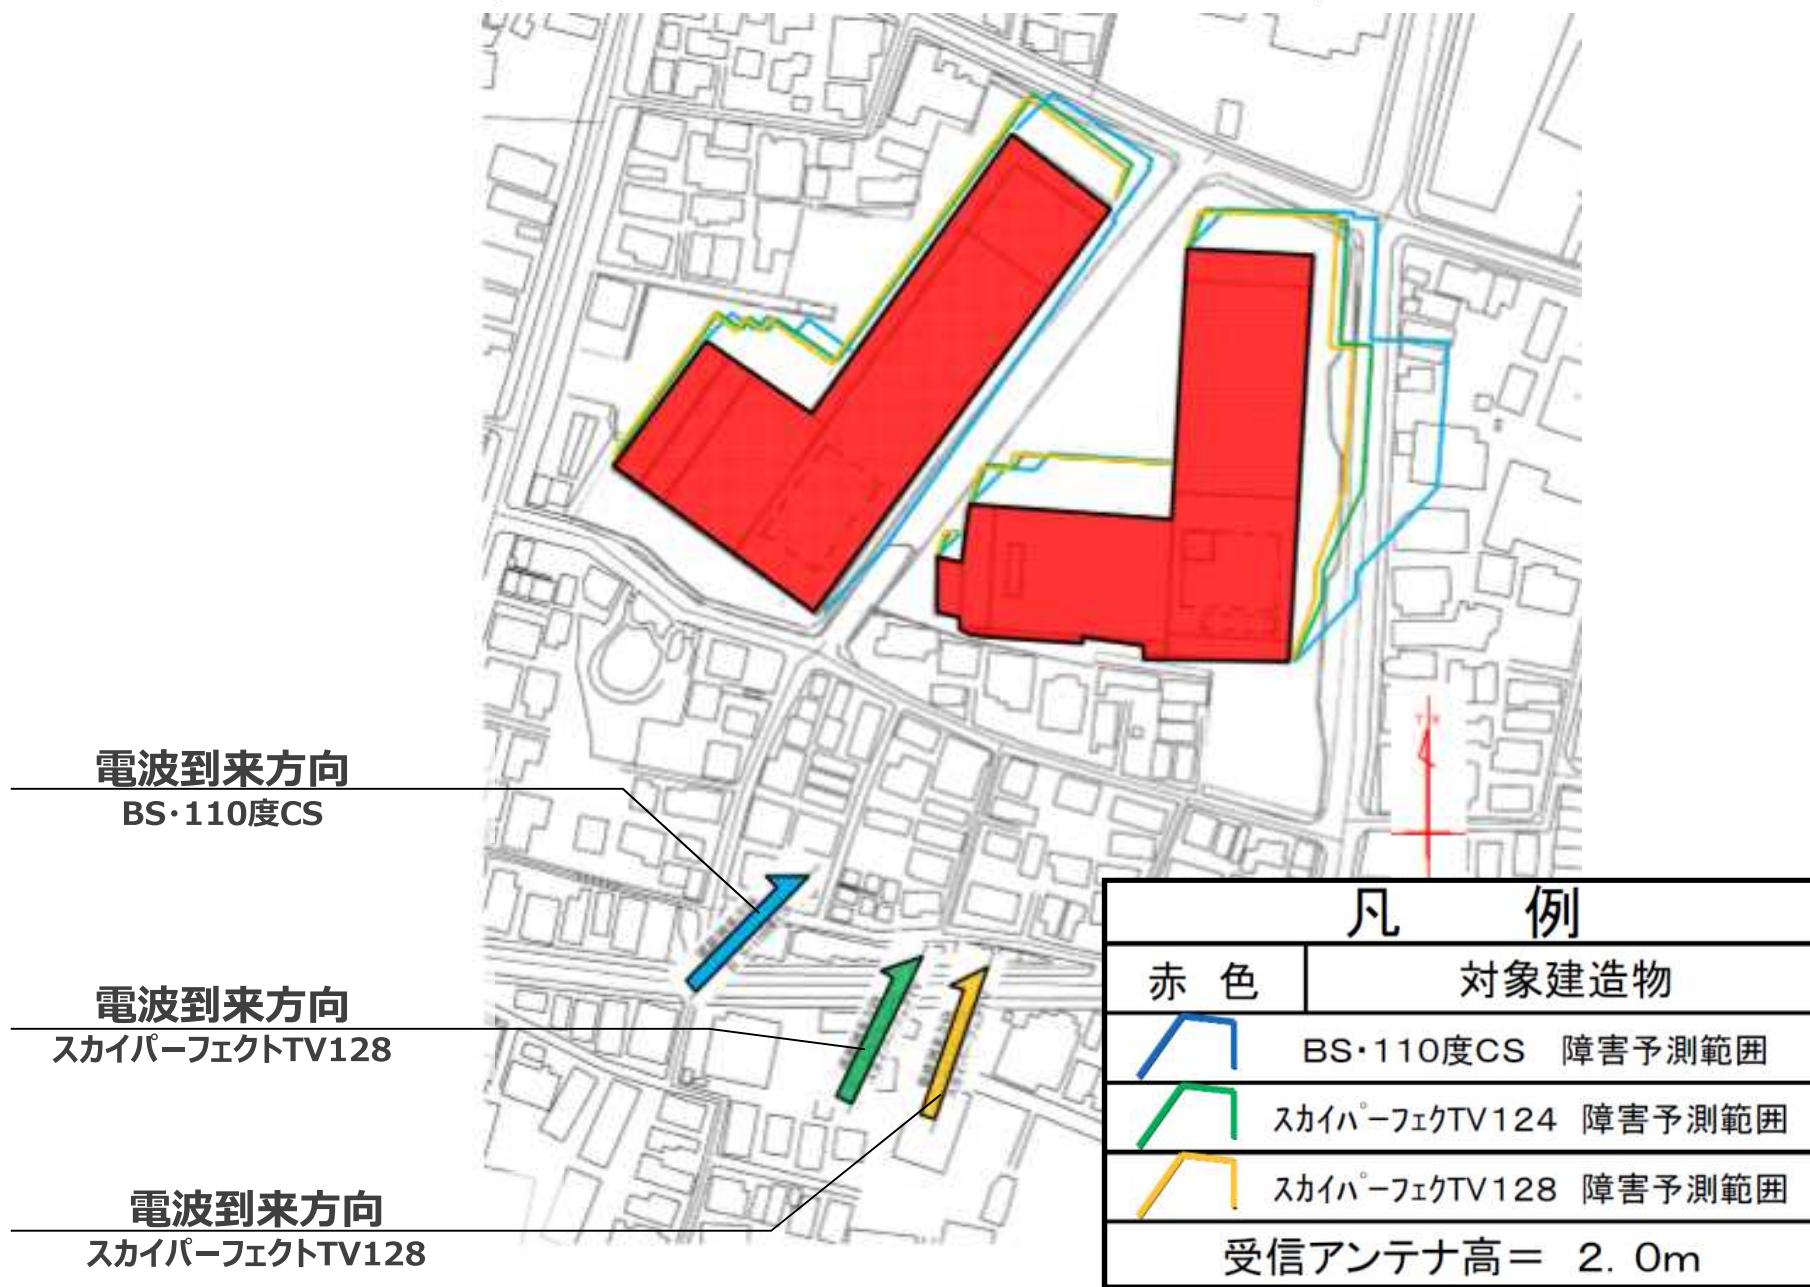 電波到来方向
BS・110度CS
電波到来方向
スカイパーフェクトTV128
電波到来方向
スカイパーフェクトTV128
凡 例
赤 色 対象建造物
BS・110度CS 障害予測範囲
ｽｶｲﾊﾟｰﾌｪｸTV124 障害予測範囲
ｽｶｲﾊﾟｰﾌｪｸTV128 障害予測範囲
受信アンテナ高＝ 2. 0m